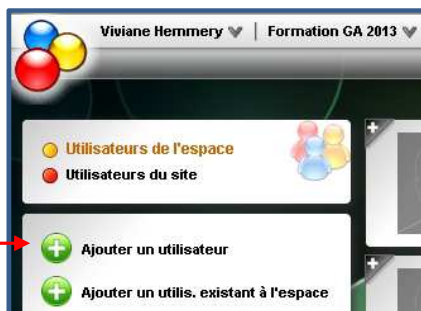 Viviane Hemmery | Formation GA 2013
Utilisateurs de l'espace
Utilisateurs du site
Ajouter un utilisateur
Ajouter un utilis. existant à l'espace